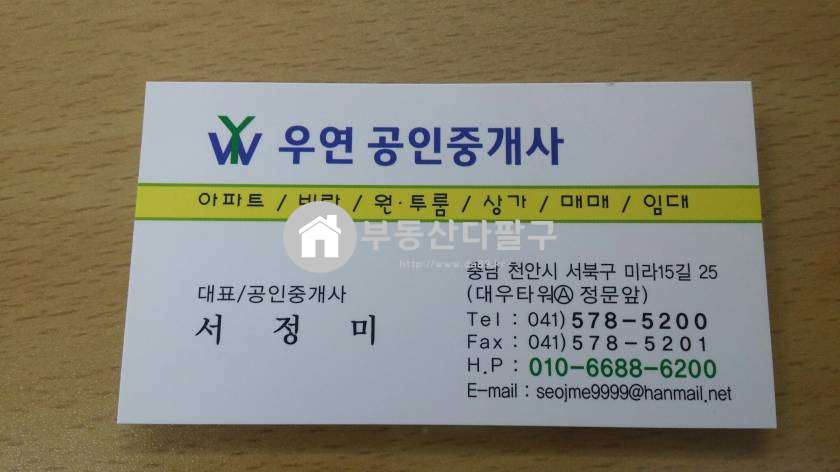 우연 공인중개사
아파트 / 빌라 / 원·투룸 / 상가 / 매매 / 임대
부동산다팔구
충남 천안시 서북구 미라15길 25
(대우타워Ⓐ 정문앞)
대표/공인중개사
서 정 미
Tel : 041) 578-5200
Fax : 041) 578-5201
H.P : 010-6688-6200
E-mail : seojme9999@hanmail.net